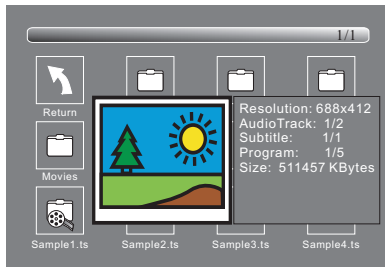 1/1
Return
Resolution: 688x412
AudioTrack: 1/2
Subtitle: 1/1
Program: 1/5
Size: 511457 KBytes
Movies
Sample1.ts
Sample2.ts
Sample3.ts
Sample4.ts